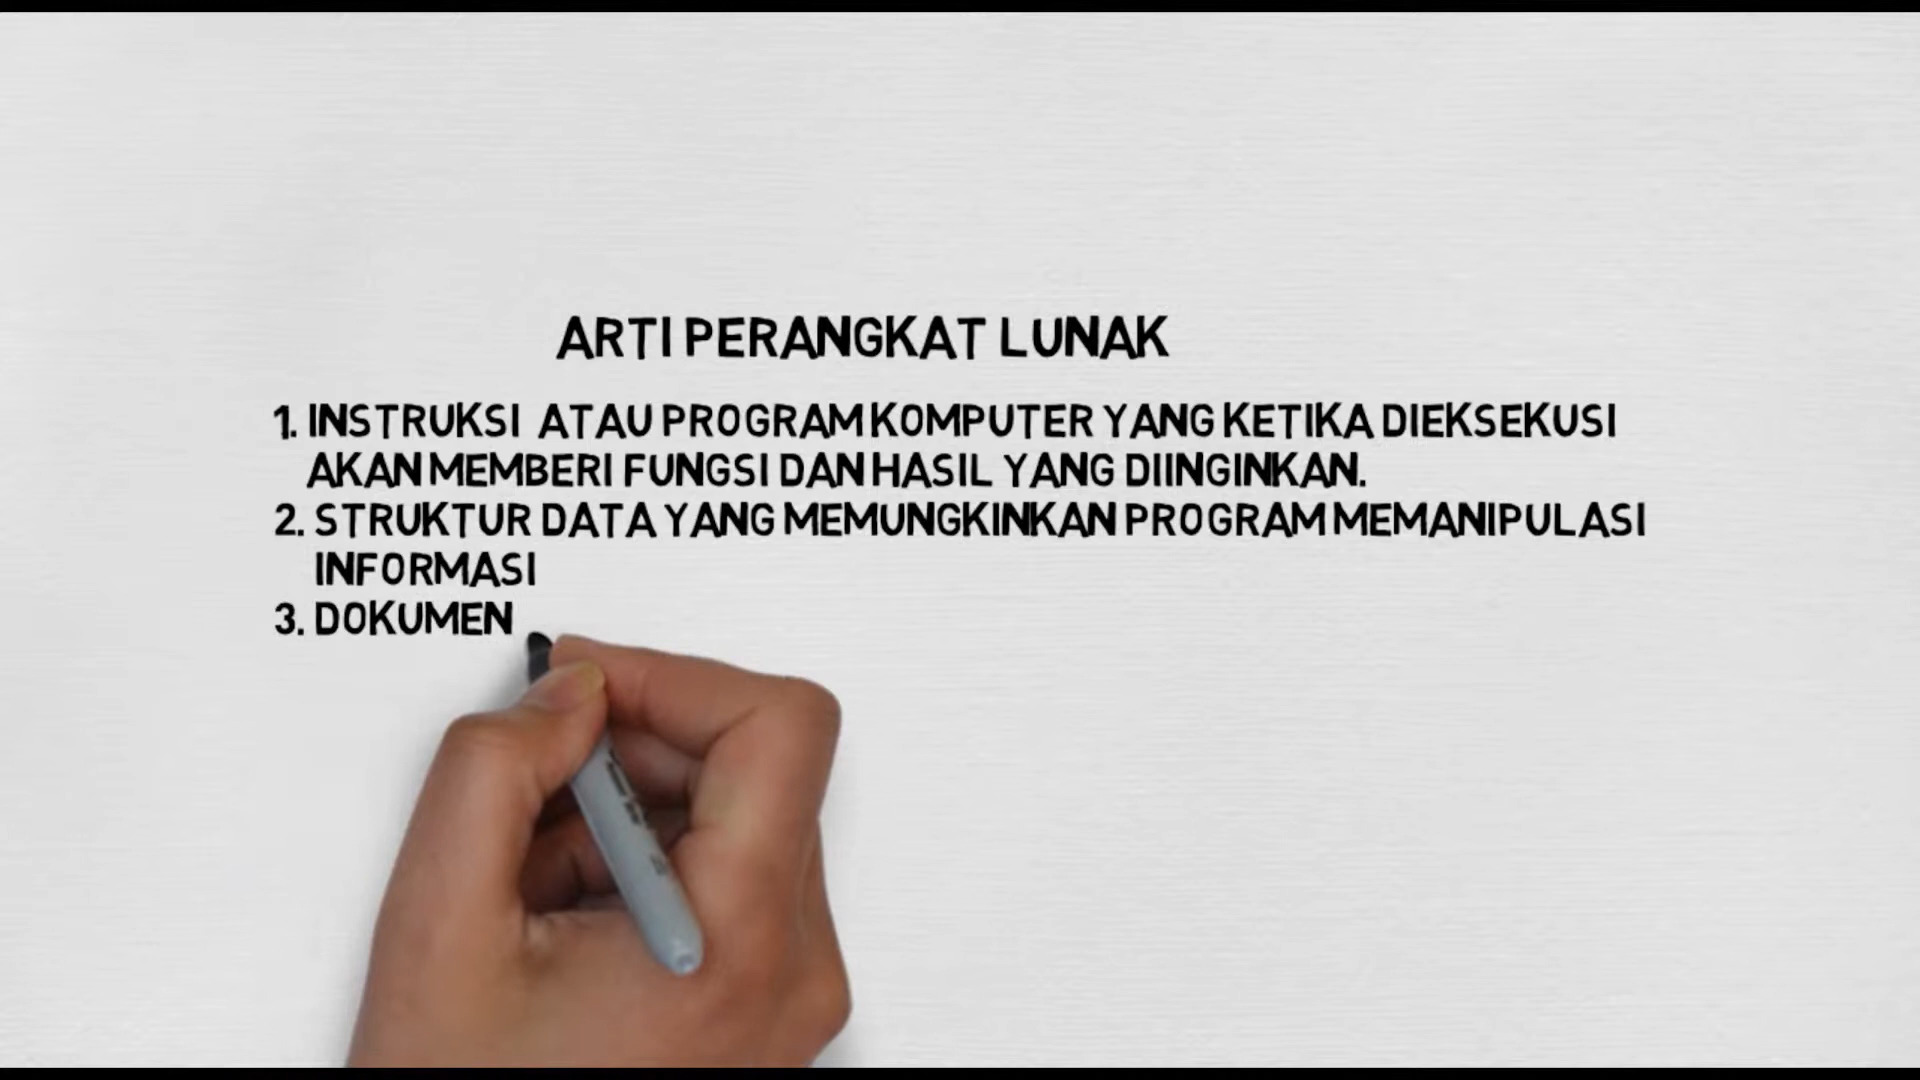 ARTI PERANGKAT LUNAK
1. INSTRUKSI ATAU PROGRAM KOMPUTER YANG KETIKA DIEKSEKUSI
AKAN MEMBERI FUNGSI DAN HASIL YANG DIINGINKAN.
2. STRUKTUR DATA YANG MEMUNGKINKAN PROGRAM MEMANIPULASI
INFORMASI
3. DOKUMEN